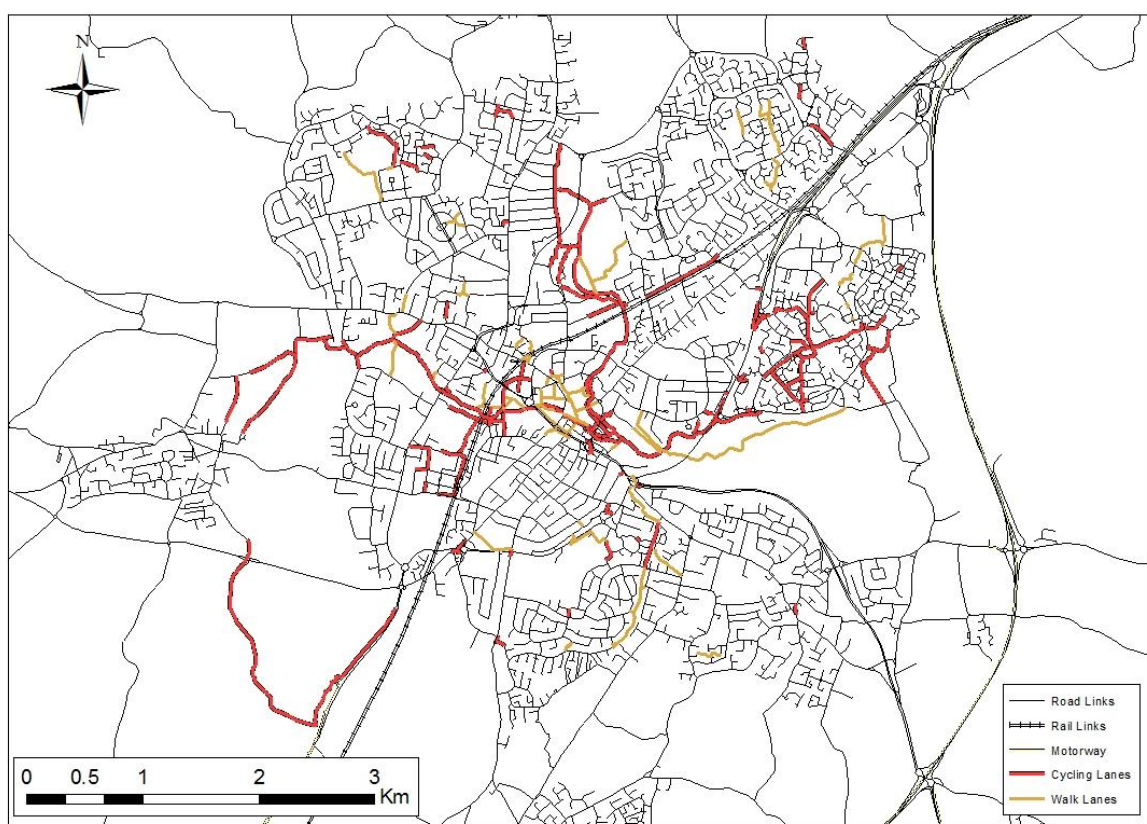 N
Road Links
Rail Links
Motorway
Cycling Lanes
Walk Lanes
0 0.5 1 2 3
Km